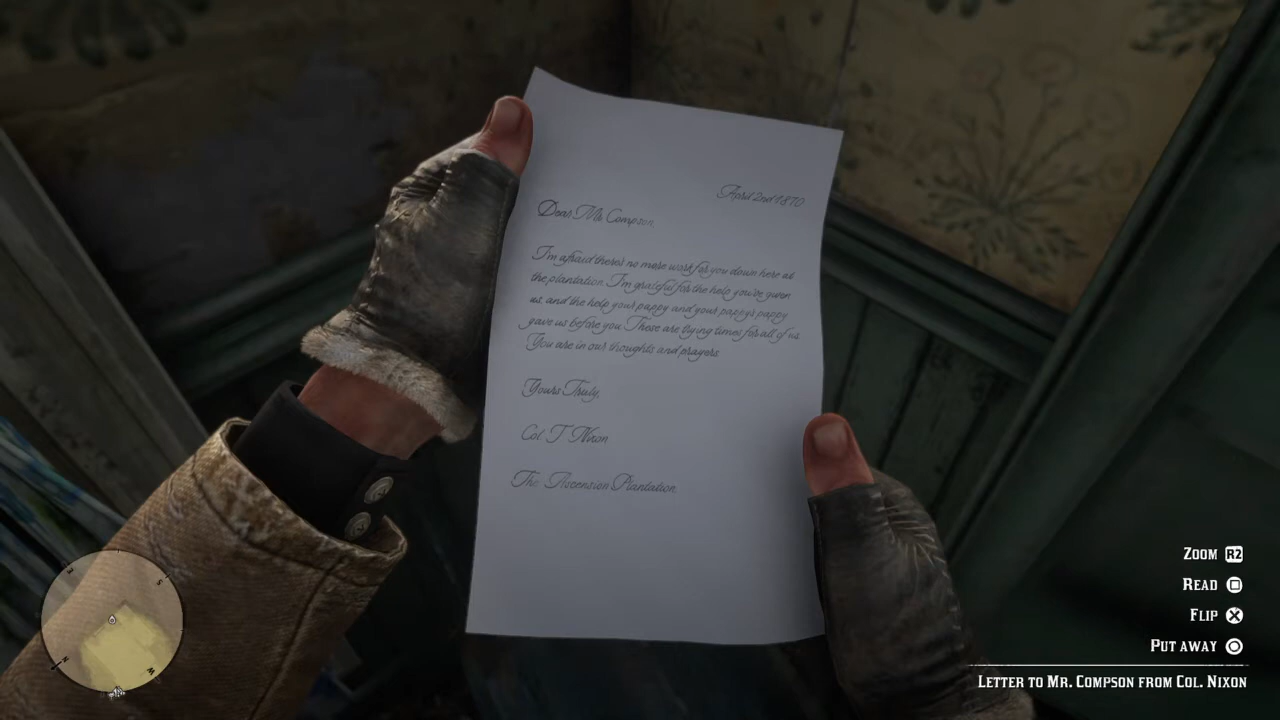 April 2nd 1870
Dear Mr Compson,
I'm afraid there's no more work for you down here at
the plantation. I'm grateful for the help you've given
us, and the help your pappy and your pappy's pappy
gave us before you. These are trying times for all of us.
You are in our thoughts and prayers
Yours Truly,
Col. T Nixon
The Ascension Plantation
ZOOM R2
READ
FLIP
PUT AWAY
LETTER TO MR. COMPSON FROM COL. NIXON